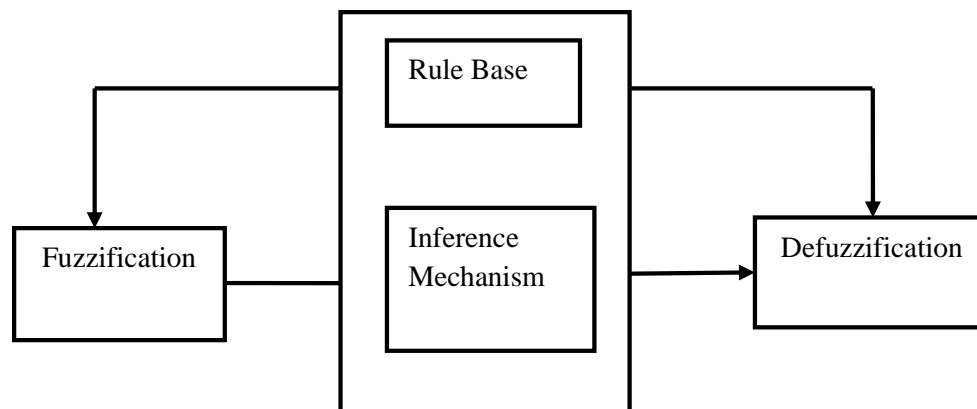 Rule Base
Fuzzification
Inference
Mechanism
Defuzzification